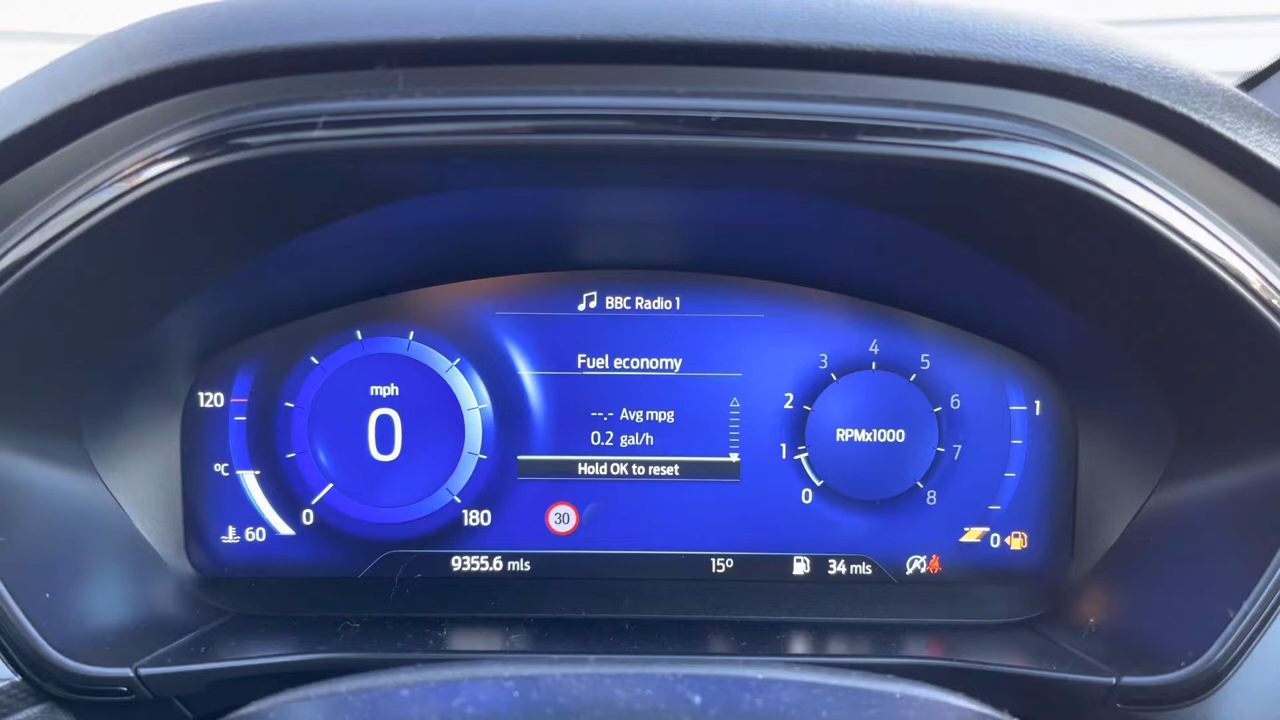 BBC Radio 1
Fuel economy
--.- Avg mpg
0.2 gal/h
Hold OK to reset
mph
0
0
180
120
°C
60
30
RPMx1000
0
1
2
3
4
5
6
7
8
1
0
9355.6 mls
15º
34 mls